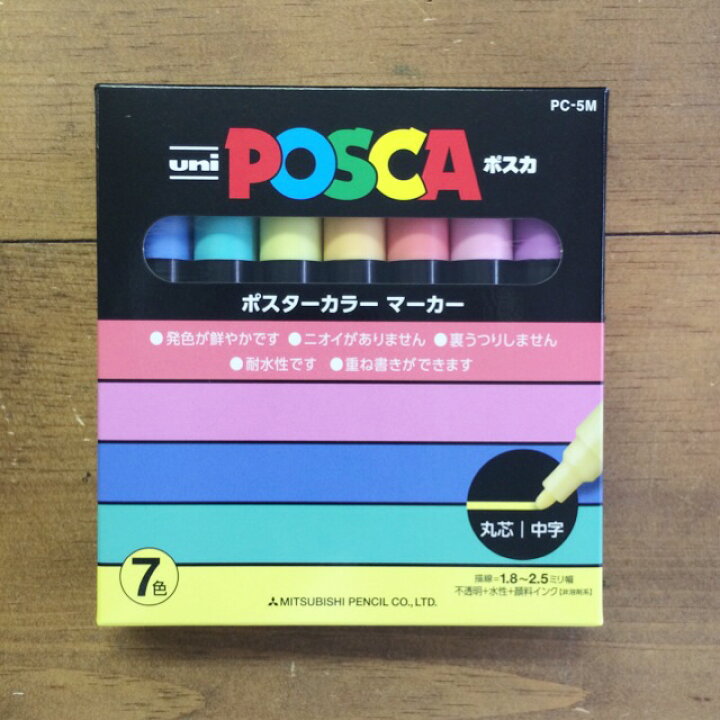 PC-5M
uni POSCA ポスカ
ポスターカラー マーカー
●発色が鮮やかです ●ニオイがありません ●裏うつりしません
●耐水性です ●重ね書きができます
丸芯|中字
7色
描線=1.8~2.5ミリ幅
不透明+水性+顔料インク[非溶剤系]
MITSUBISHI PENCIL CO., LTD.